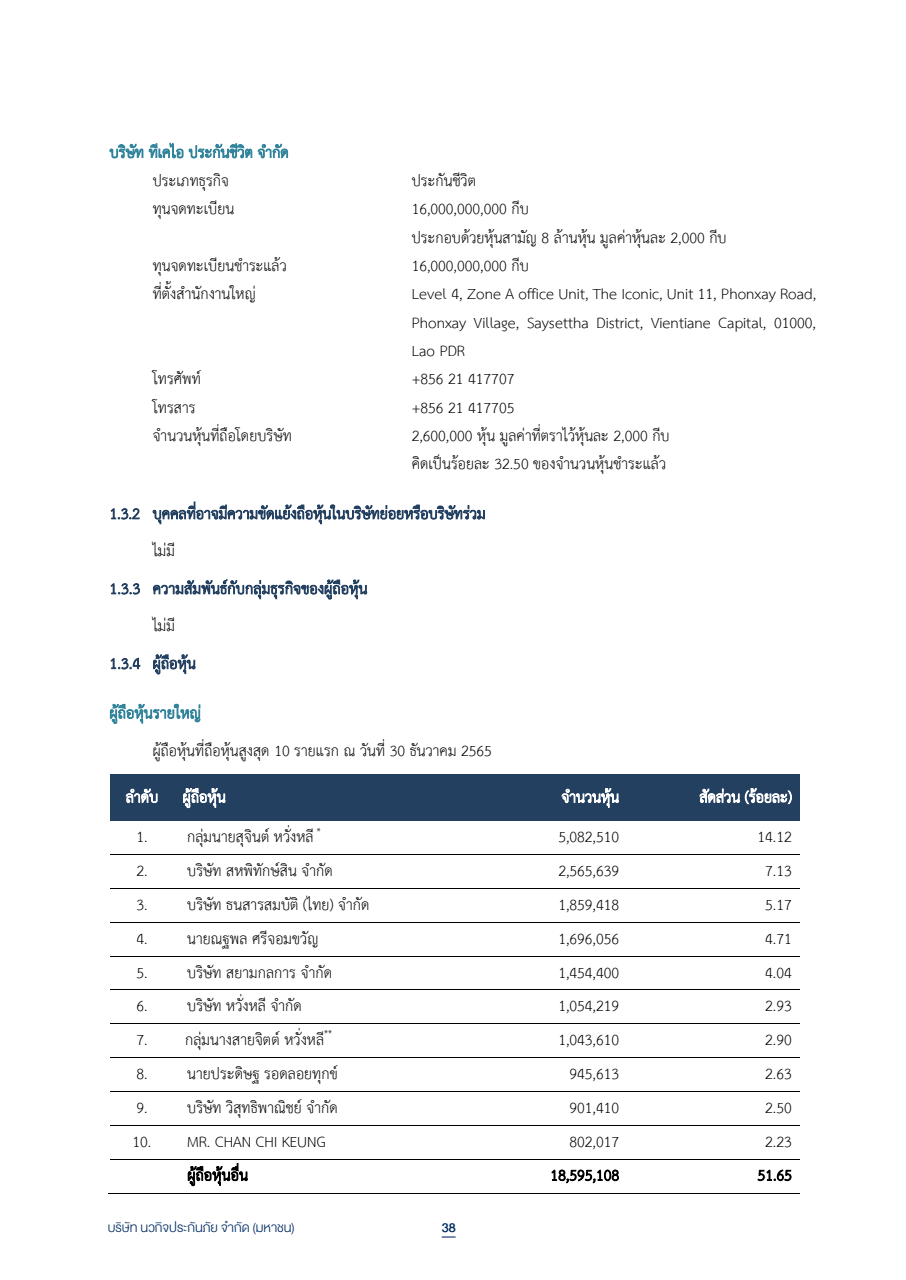 บริษัท ทีเคไอ ประกันชีวิต จำกัด
ประเภทธุรกิจ ประกันชีวิต
ทุนจดทะเบียน 16,000,000,000 กีบ
ประกอบด้วยหุ้นสามัญ 8 ล้านหุ้น มูลค่าหุ้นละ 2,000 กีบ
ทุนจดทะเบียนชำระแล้ว 16,000,000,000 กีบ
ที่ตั้งสำนักงานใหญ่ Level 4, Zone A office Unit, The Iconic, Unit 11, Phonxay Road,
Phonxay Village, Saysettha District, Vientiane Capital, 01000,
Lao PDR
โทรศัพท์ +856 21 417707
โทรสาร +856 21 417705
จำนวนหุ้นที่ถือโดยบริษัท 2,600,000 หุ้น มูลค่าที่ตราไว้หุ้นละ 2,000 กีบ
คิดเป็นร้อยละ 32.50 ของจำนวนหุ้นชำระแล้ว
1.3.2 บุคคลที่อาจมีความขัดแย้งถือหุ้นในบริษัทย่อยหรือบริษัทร่วม
ไม่มี
1.3.3 ความสัมพันธ์กับกลุ่มธุรกิจของผู้ถือหุ้น
ไม่มี
1.3.4 ผู้ถือหุ้น
ผู้ถือหุ้นรายใหญ่
ผู้ถือหุ้นที่ถือหุ้นสูงสุด 10 รายแรก ณ วันที่ 30 ธันวาคม 2565
ลำดับ ผู้ถือหุ้น จำนวนหุ้น สัดส่วน (ร้อยละ)
1. กลุ่มนายสุจินต์ หวั่งหลี * 5,082,510 14.12
2. บริษัท สหพิทักษ์สิน จำกัด 2,565,639 7.13
3. บริษัท ธนสารสมบัติ (ไทย) จำกัด 1,859,418 5.17
4. นายณฐพล ศรีจอมขวัญ 1,696,056 4.71
5. บริษัท สยามกลการ จำกัด 1,454,400 4.04
6. บริษัท หวั่งหลี จำกัด 1,054,219 2.93
7. กลุ่มนางสายจิตต์ หวั่งหลี** 1,043,610 2.90
8. นายประดิษฐ รอดลอยทุกข์ 945,613 2.63
9. บริษัท วิสุทธิพาณิชย์ จำกัด 901,410 2.50
10. MR. CHAN CHI KEUNG 802,017 2.23
ผู้ถือหุ้นอื่น 18,595,108 51.65
บริษัท นวกิจประกันภัย จำกัด (มหาชน) 38